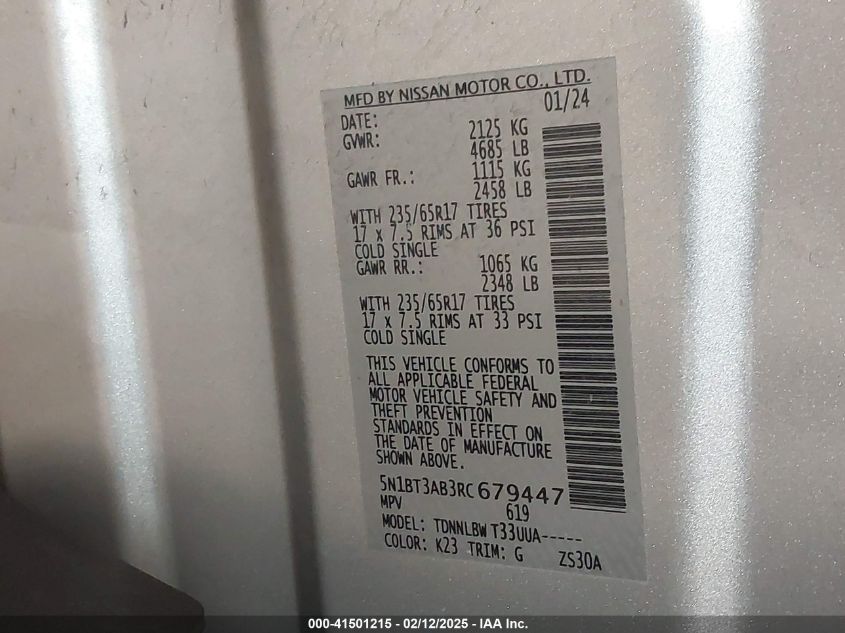 MFD BY NISSAN MOTOR CO., LTD.
DATE: 01/24
GVWR: 2125 KG
4685 LB
GAWR FR.: 1115 KG
2458 LB
WITH 235/65R17 TIRES
17 x 7.5 RIMS AT 36 PSI
COLD SINGLE
GAWR RR.: 1065 KG
2348 LB
WITH 235/65R17 TIRES
17 x 7.5 RIMS AT 33 PSI
COLD SINGLE
THIS VEHICLE CONFORMS TO
ALL APPLICABLE FEDERAL
MOTOR VEHICLE SAFETY AND
THEFT PREVENTION
STANDARDS IN EFFECT ON
THE DATE OF MANUFACTURE
SHOWN ABOVE.
5N1BT3AB3RC679447
MPV 619
MODEL: TDNNLBW T33UUA-----
COLOR: K23 TRIM: G ZS30A
000-41501215 - 02/12/2025 - IAA Inc.